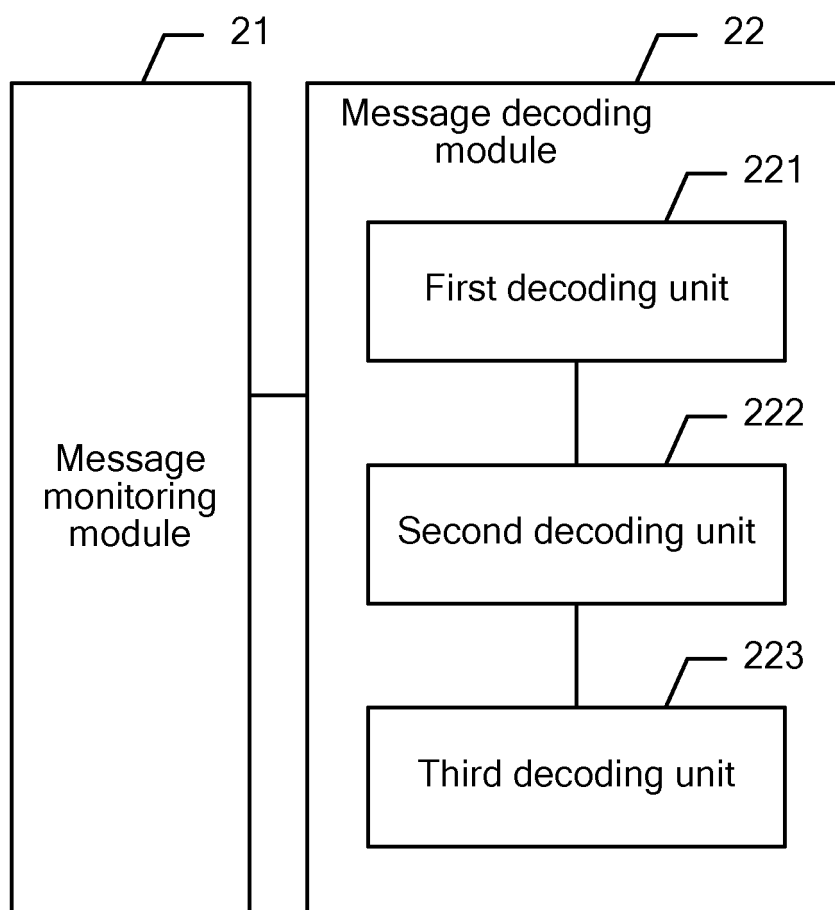 21
22
Message decoding
module
221
First decoding unit
222
Message
monitoring
module
Second decoding unit
223
Third decoding unit